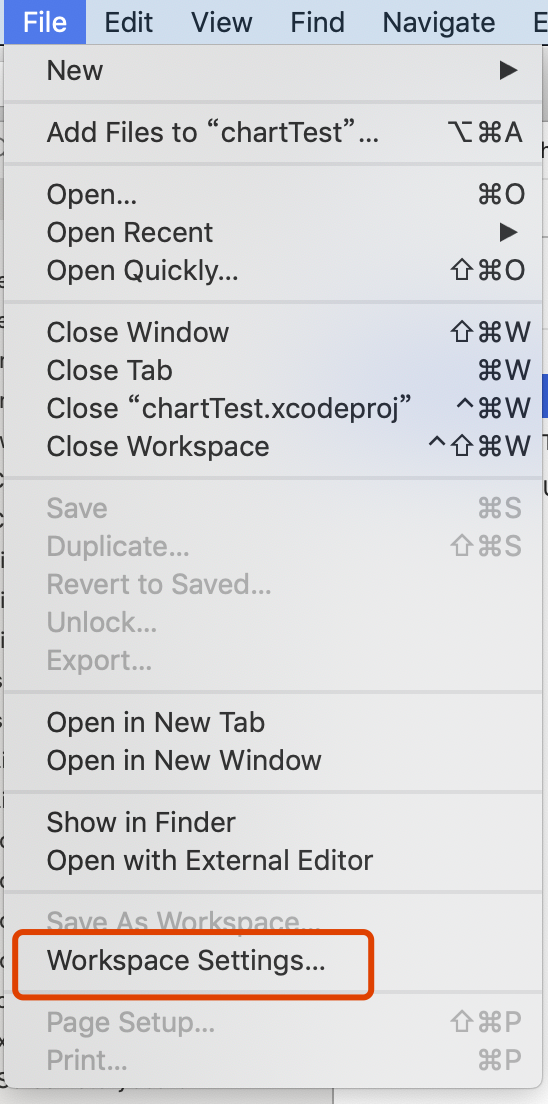 File Edit View Find Navigate
New ▶
Add Files to “chartTest”... ⌥⌘A
Open... ⌘O
Open Recent ▶
Open Quickly... ⇧⌘O
Close Window ⇧⌘W
Close Tab ⌘W
Close “chartTest.xcodeproj” ^⌘W
Close Workspace ^⇧⌘W
Save ⌘S
Duplicate... ⇧⌘S
Revert to Saved...
Unlock...
Export...
Open in New Tab
Open in New Window
Show in Finder
Open with External Editor
Save As Workspace...
Workspace Settings...
Page Setup... ⇧⌘P
Print... ⌘P